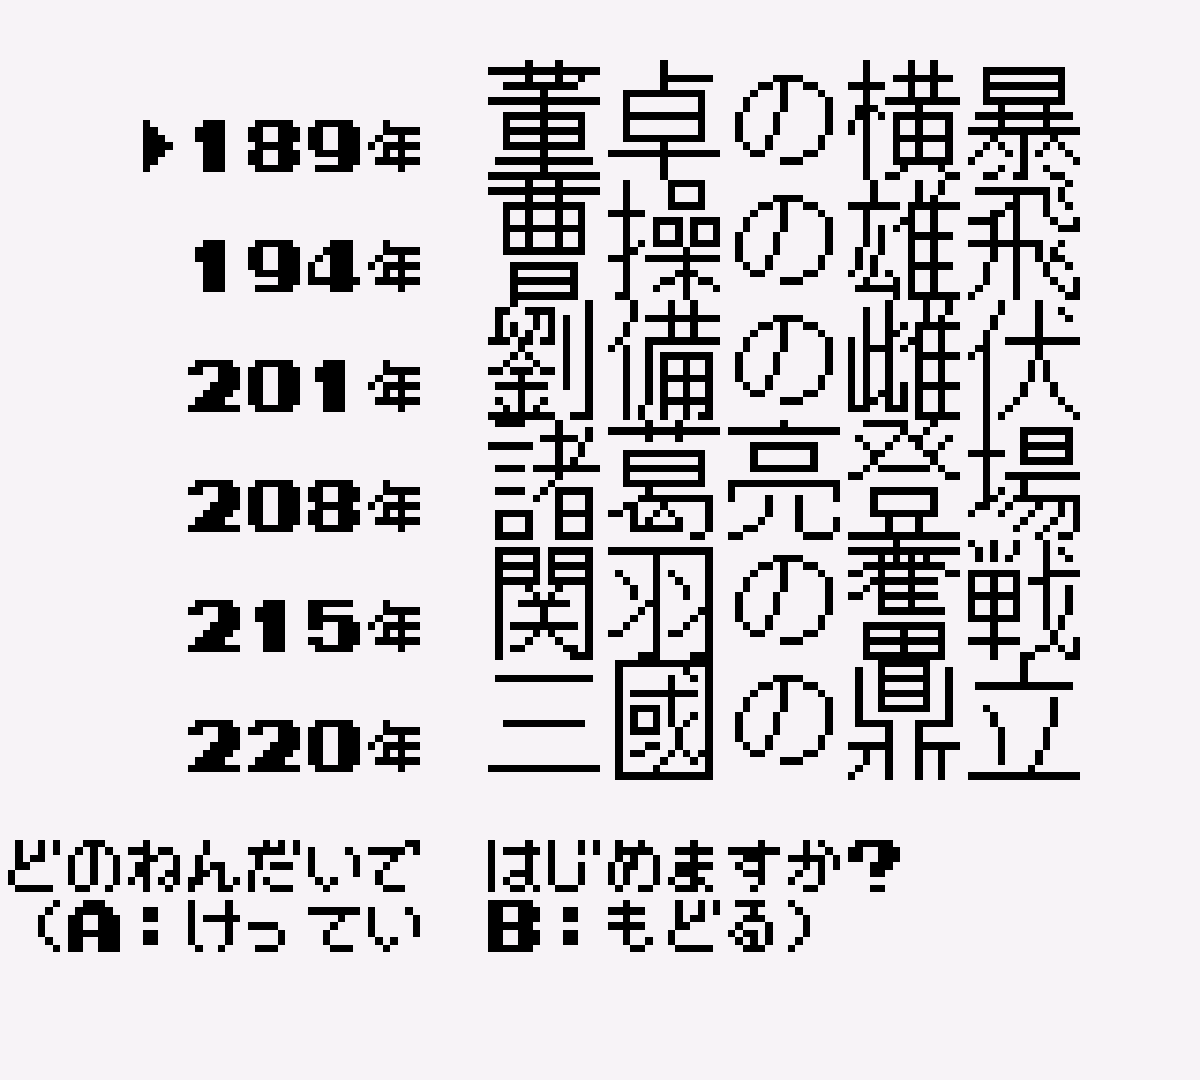 ▶189年 董卓の横暴
194年 曹操の雄飛
201年 劉備の雌伏
208年 諸葛亮登場
215年 関羽の奮戦
220年 三國の鼎立
どのねんだいで はじめますか?
(A:けってい B:もどる)